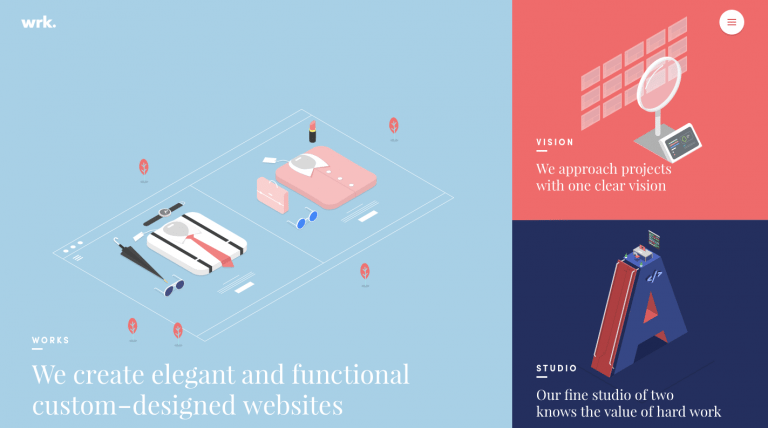 wrk.
WORKS
We create elegant and functional
custom-designed websites
VISION
We approach projects
with one clear vision
</>
STUDIO
Our fine studio of two
knows the value of hard work